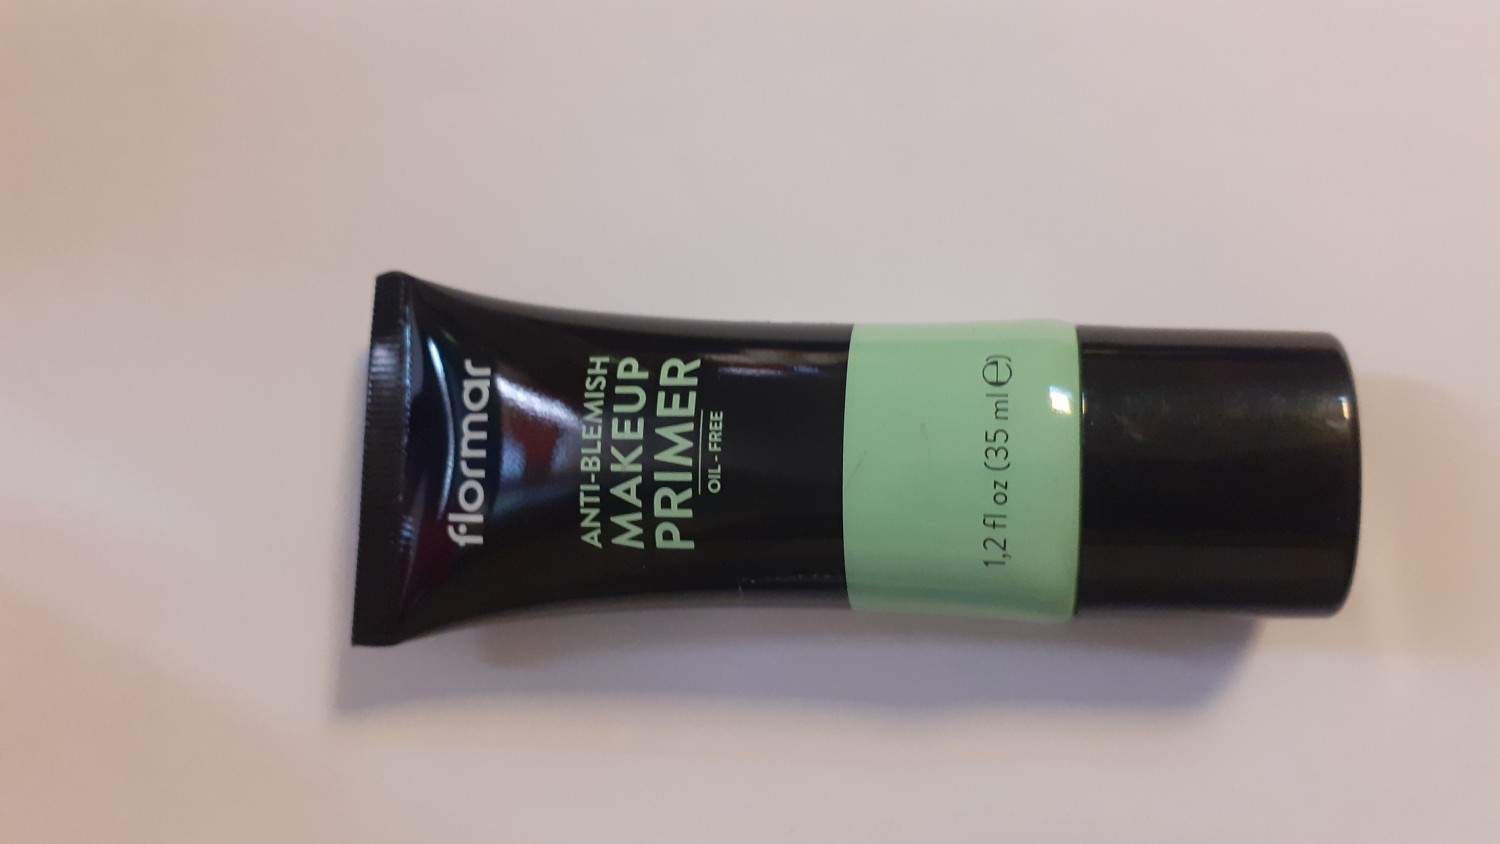 flormar
ANTI-BLEMISH
MAKEUP
PRIMER
OIL-FREE
1,2 fl oz (35 ml ℮)